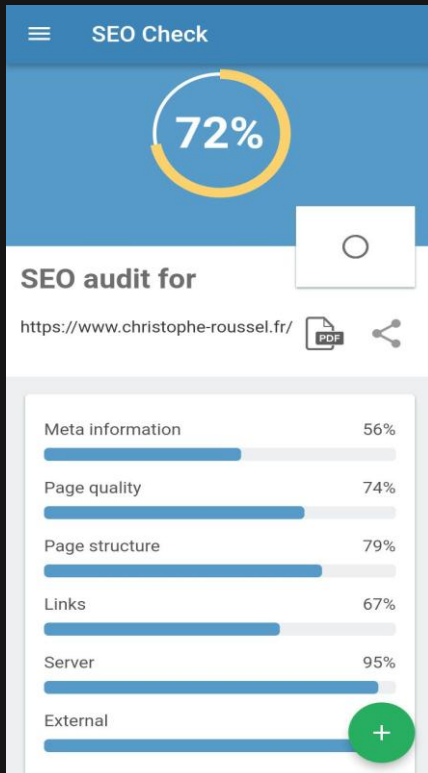 SEO Check
72%
SEO audit for
https://www.christophe-roussel.fr/
PDF
Meta information 56%
Page quality 74%
Page structure 79%
Links 67%
Server 95%
External